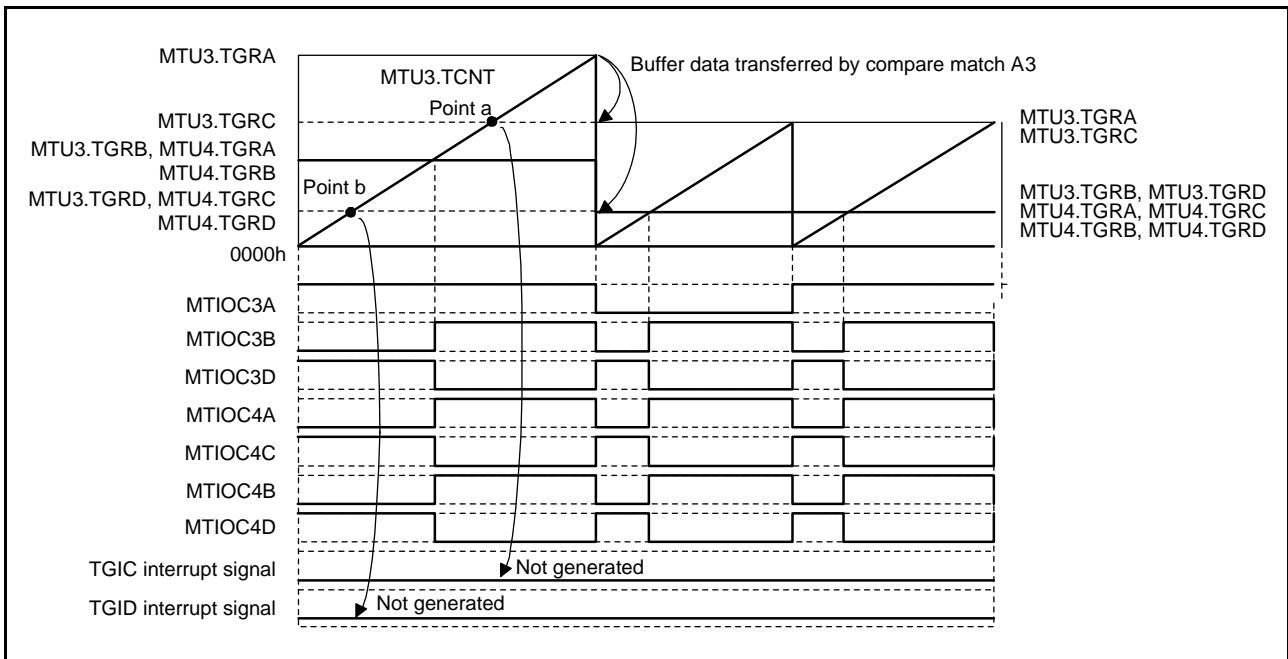 MTU3.TGRA
Buffer data transferred by compare match A3
MTU3.TCNT
Point a
MTU3.TGRC
MTU3.TGRA
MTU3.TGRC
MTU3.TGRB, MTU4.TGRA
MTU4.TGRB
Point b
MTU3.TGRD, MTU4.TGRC
MTU4.TGRD
MTU3.TGRB, MTU3.TGRD
MTU4.TGRA, MTU4.TGRC
MTU4.TGRB, MTU4.TGRD
0000h
MTIOC3A
MTIOC3B
MTIOC3D
MTIOC4A
MTIOC4C
MTIOC4B
MTIOC4D
TGIC interrupt signal
Not generated
TGID interrupt signal
Not generated